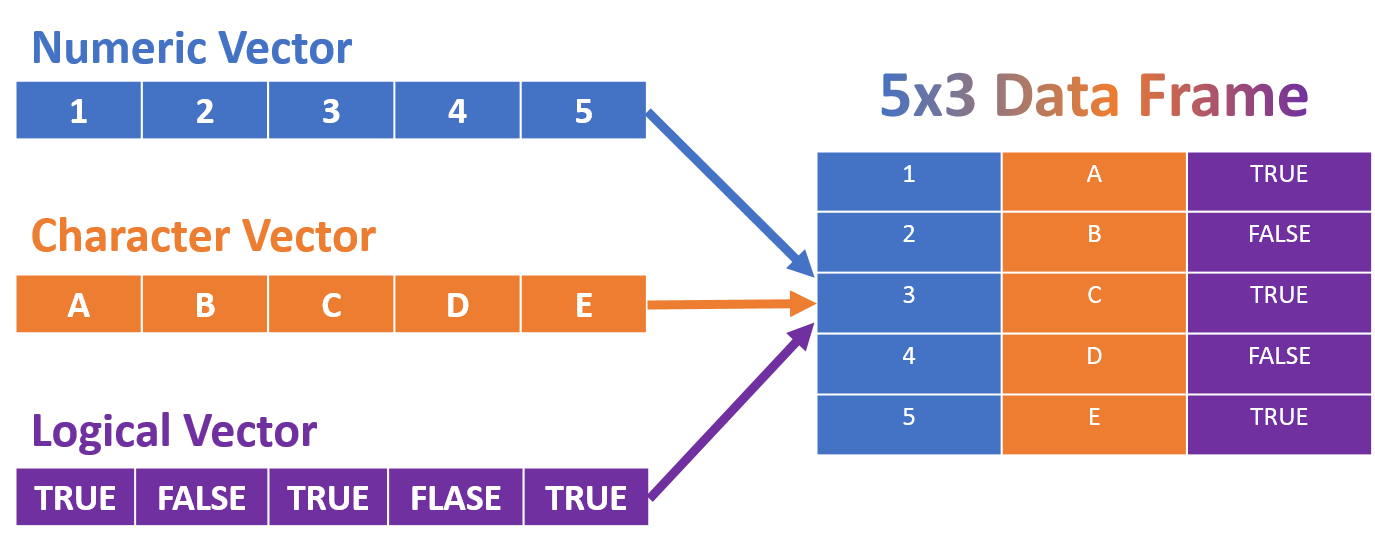 Numeric Vector
1 2 3 4 5
Character Vector
A B C D E
Logical Vector
TRUE FALSE TRUE FLASE TRUE
5x3 Data Frame
1 A TRUE
2 B FALSE
3 C TRUE
4 D FALSE
5 E TRUE